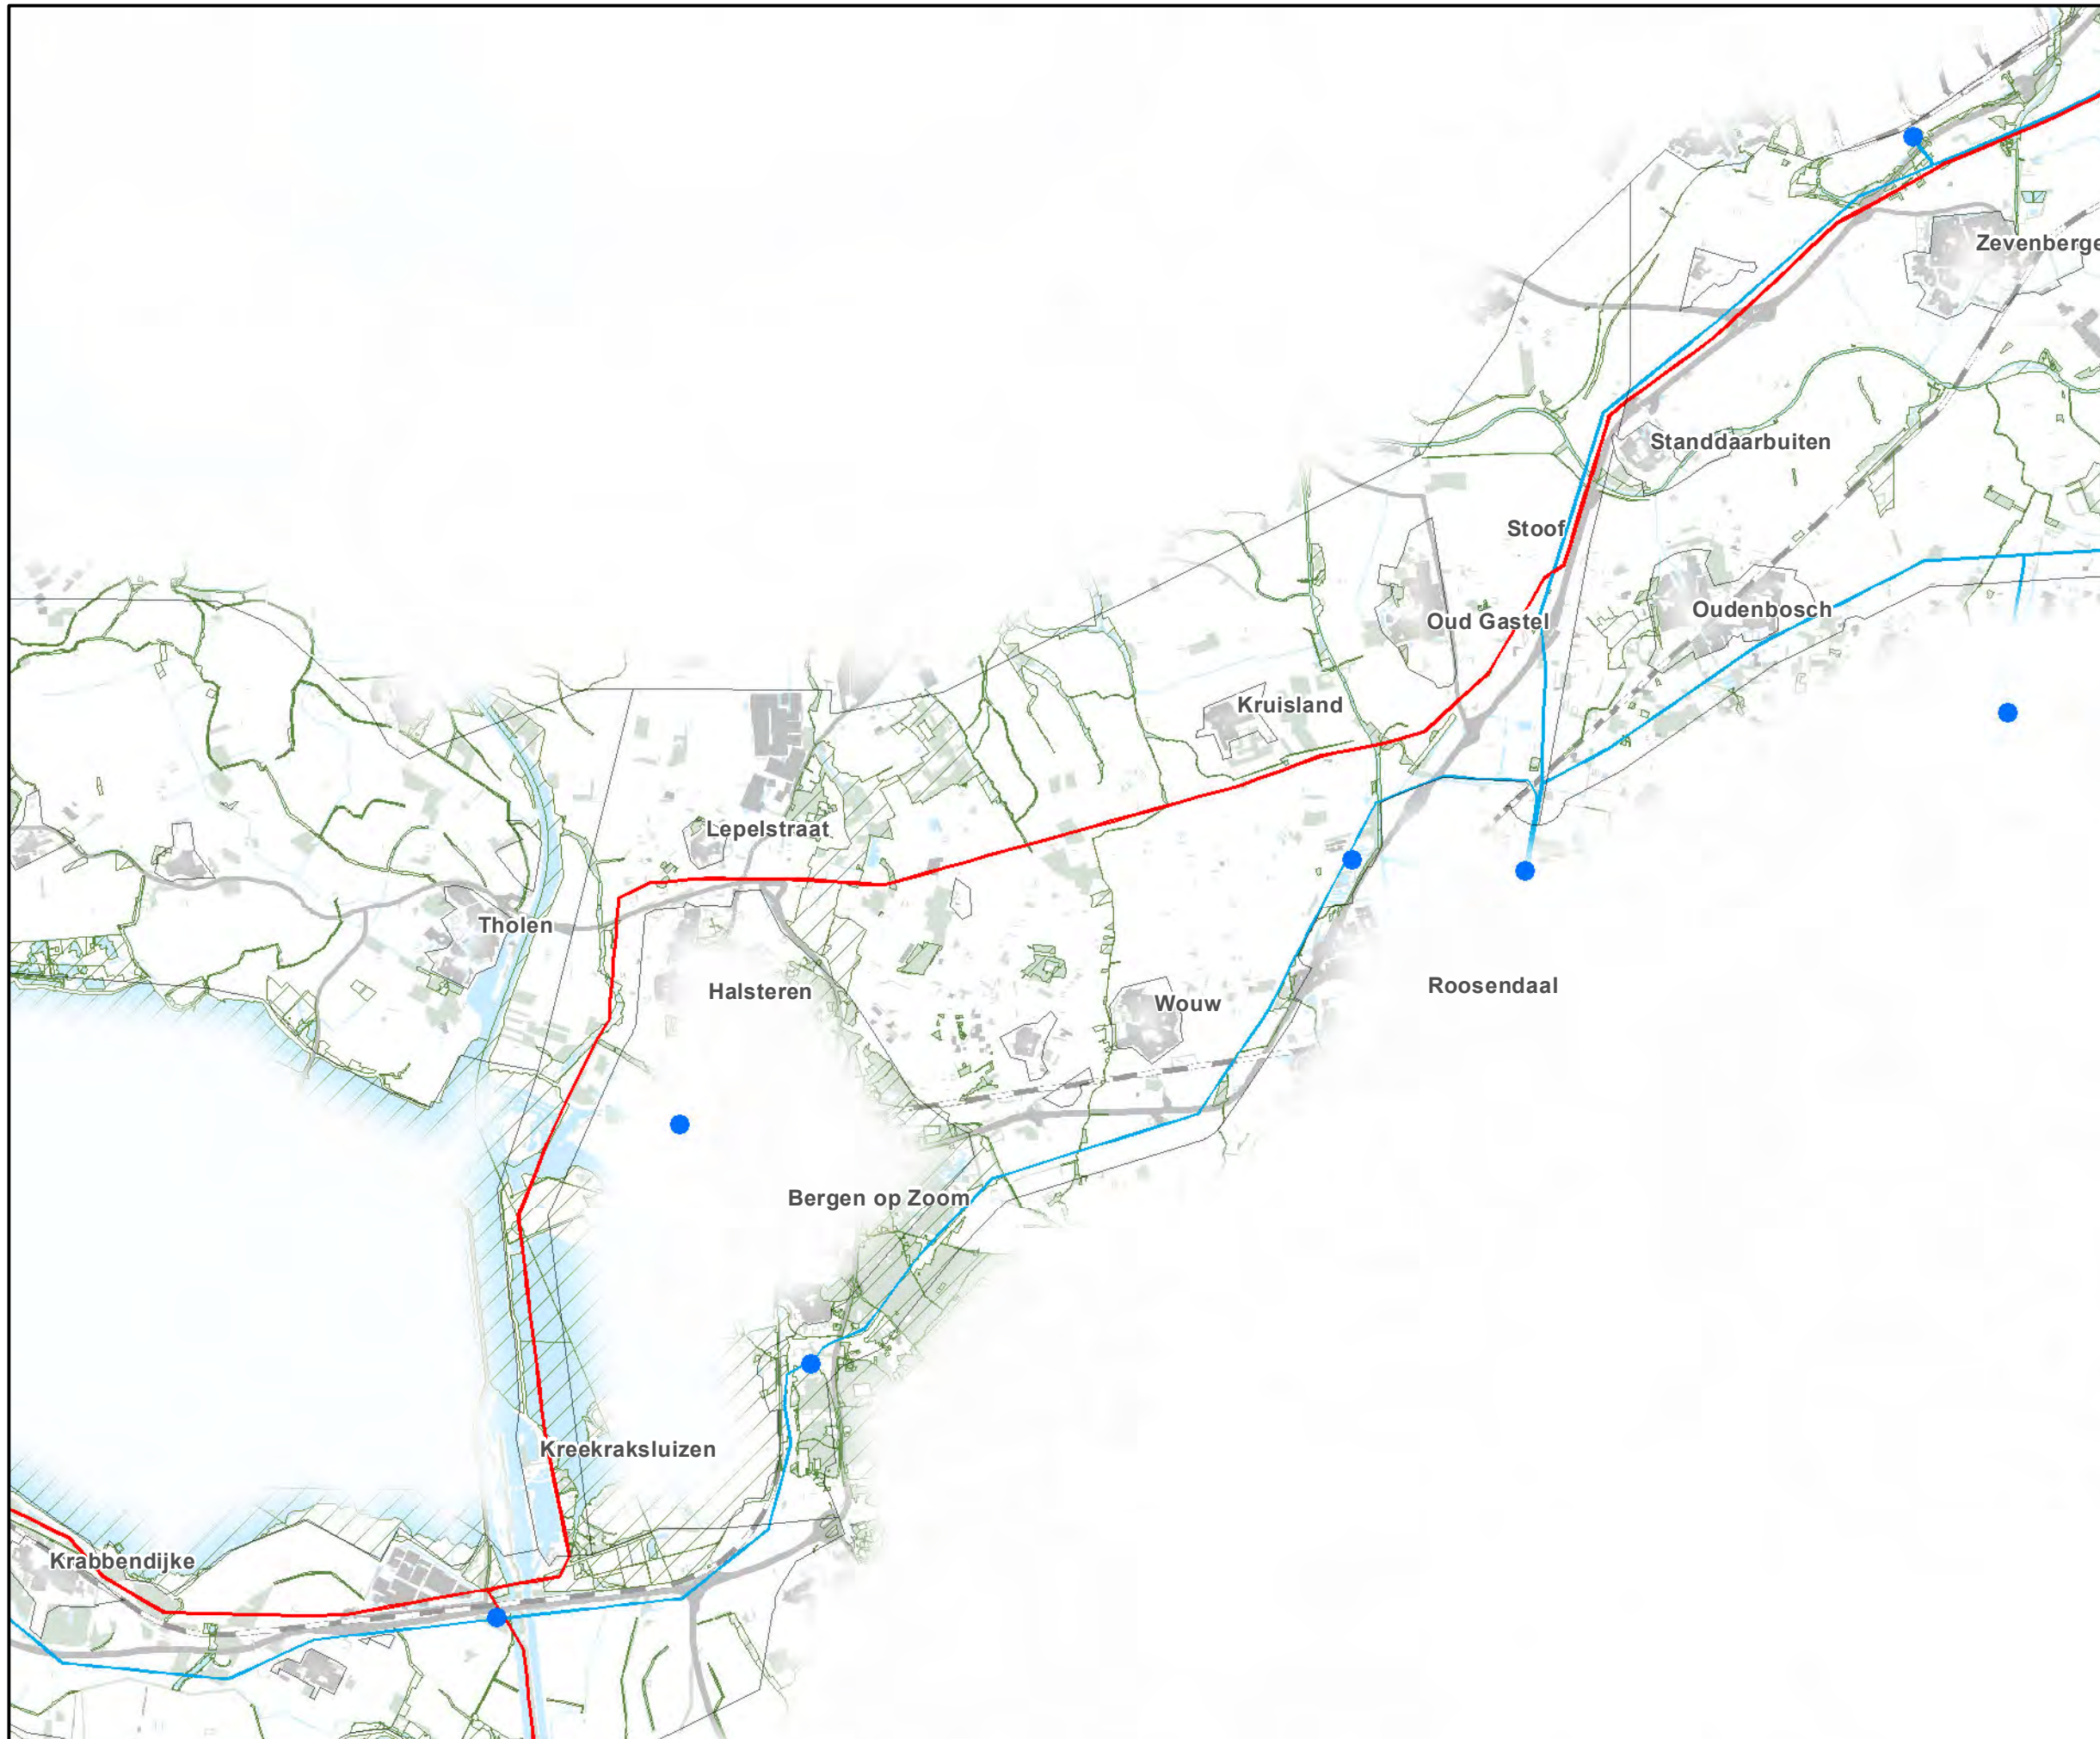 Zevenberge
Standdaarbuiten
Stoof
Oudenbosch
Oud Gastel
Kruisland
Lepelstraat
Tholen
Halsteren
Roosendaal
Wouw
Bergen op Zoom
Kreekraksluizen
Krabbendijke